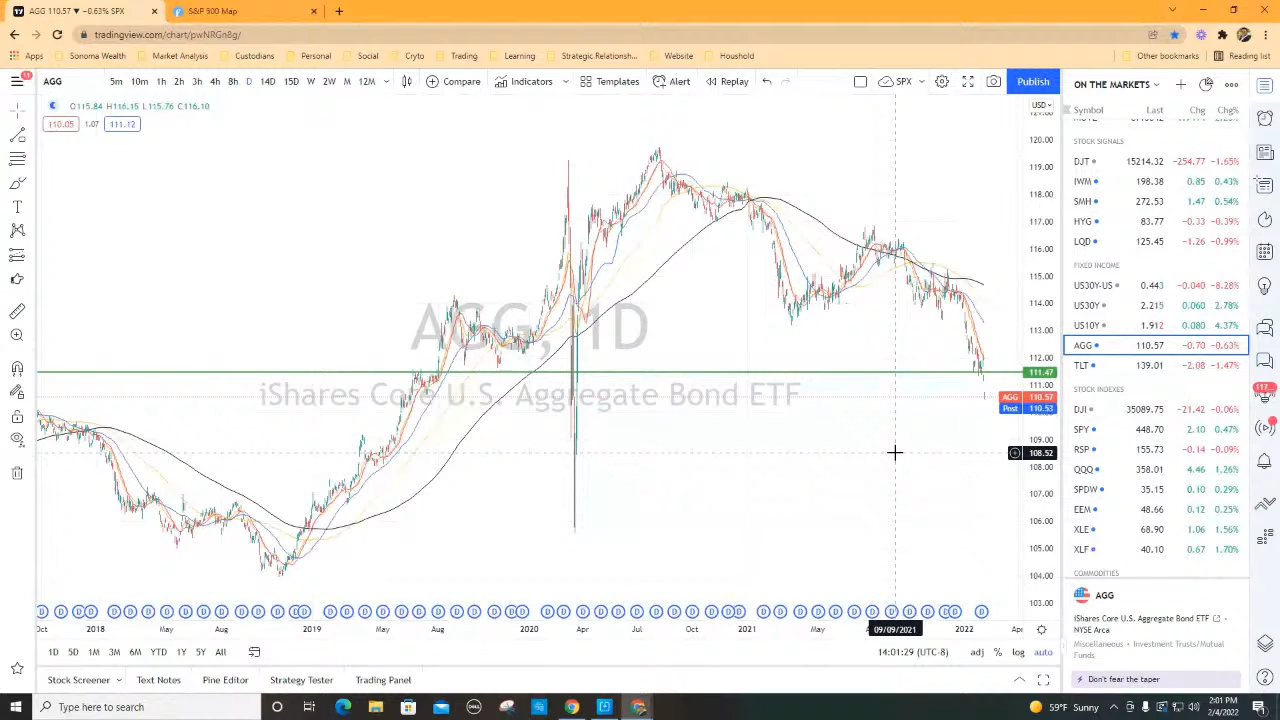 AGG 110.57 ▼ −0.63% SPX
S&P 500 Map
tradingview.com/chart/pwNRGn8g/
Apps Sonoma Wealth Market Analysis Custodians Personal Social Cryto Trading Learning Strategic Relationshi... Website Houshold Other bookmarks Reading list
11
AGG 5m 10m 1h 2h 3h 4h 8h D 14D 15D W 2W M 12M Compare Indicators Templates Alert Replay SPX Publish
O115.84 H116.15 L115.76 C116.10
110.05 1.07 111.12
USD
120.00
119.00
118.00
117.00
116.00
115.00
114.00
113.00
112.00
111.47
111.00
AGG 110.57
Post 110.53
109.00
108.52
108.00
107.00
106.00
105.00
104.00
103.00
AGG, 1D
iShares Core U.S. Aggregate Bond ETF
Oct 2018 May Aug 2019 May Aug 2020 Apr Jul Oct 2021 May 09/09/2021 2022 Apr
1D 5D 1M 3M 6M YTD 1Y 5Y All 14:01:29 (UTC-8) adj % log auto
Stock Screener Text Notes Pine Editor Strategy Tester Trading Panel
ON THE MARKETS
Symbol Last Chg Chg%
STOCK SIGNALS
DJT 15214.32 −254.77 −1.65%
IWM 198.38 0.85 0.43%
SMH 272.53 1.47 0.54%
HYG 83.77 −0.33 −0.39%
LQD 125.45 −1.26 −0.99%
FIXED INCOME
US30Y-US 0.443 −0.040 −8.28%
US30Y 2.215 0.060 2.78%
US10Y 1.912 0.080 4.37%
AGG 110.57 −0.70 −0.63%
TLT 139.01 −2.08 −1.47%
STOCK INDEXES
DJI 35089.75 −21.42 −0.06%
SPY 448.70 2.10 0.47%
RSP 155.73 −0.14 −0.09%
QQQ 358.01 4.46 1.26%
SPDW 35.15 0.10 0.29%
EEM 48.66 0.12 0.25%
XLE 68.90 1.06 1.56%
XLF 40.10 0.67 1.70%
COMMODITIES
AGG
iShares Core U.S. Aggregate Bond ETF
NYSE Arca
Miscellaneous • Investment Trusts/Mutual
Funds
Don't fear the taper
117
Type here to search
DELL
59°F Sunny
2:01 PM
2/4/2022